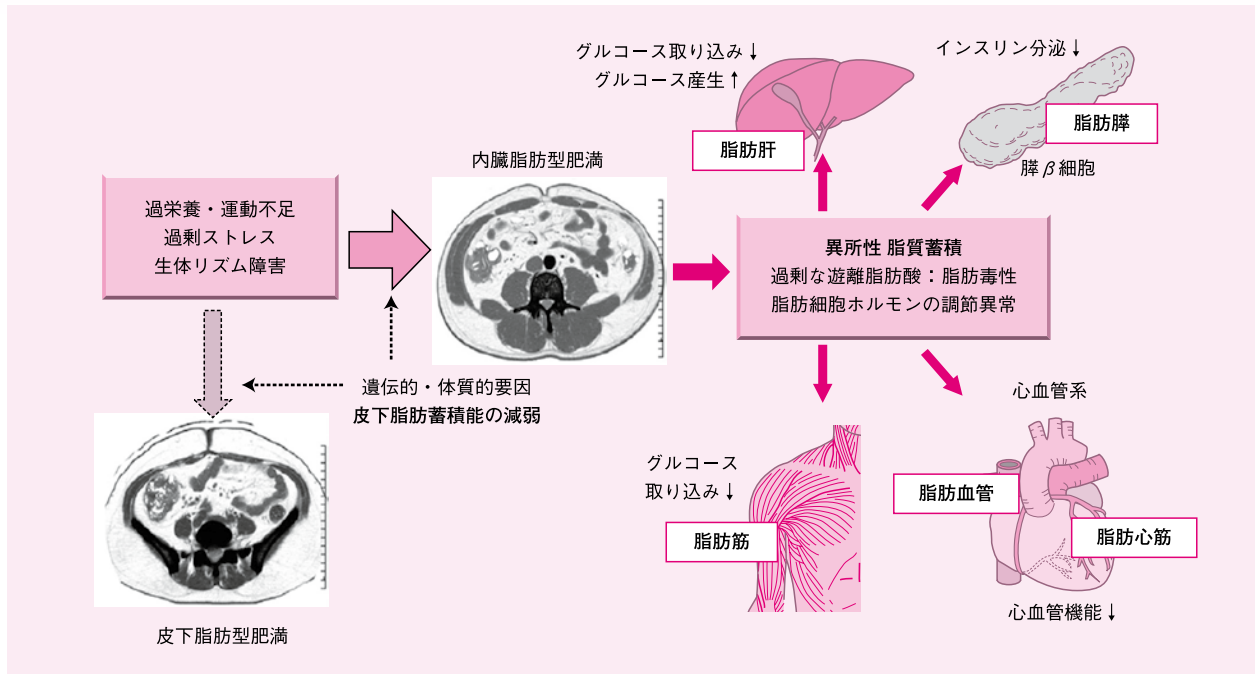 過栄養・運動不足
過剰ストレス
生体リズム障害
内臓脂肪型肥満
遺伝的・体質的要因
皮下脂肪蓄積能の減弱
皮下脂肪型肥満
グルコース取り込み↓
グルコース産生↑
脂肪肝
インスリン分泌↓
脂肪膵
膵β細胞
異所性 脂質蓄積
過剰な遊離脂肪酸：脂肪毒性
脂肪細胞ホルモンの調節異常
グルコース
取り込み↓
脂肪筋
心血管系
脂肪血管
脂肪心筋
心血管機能↓